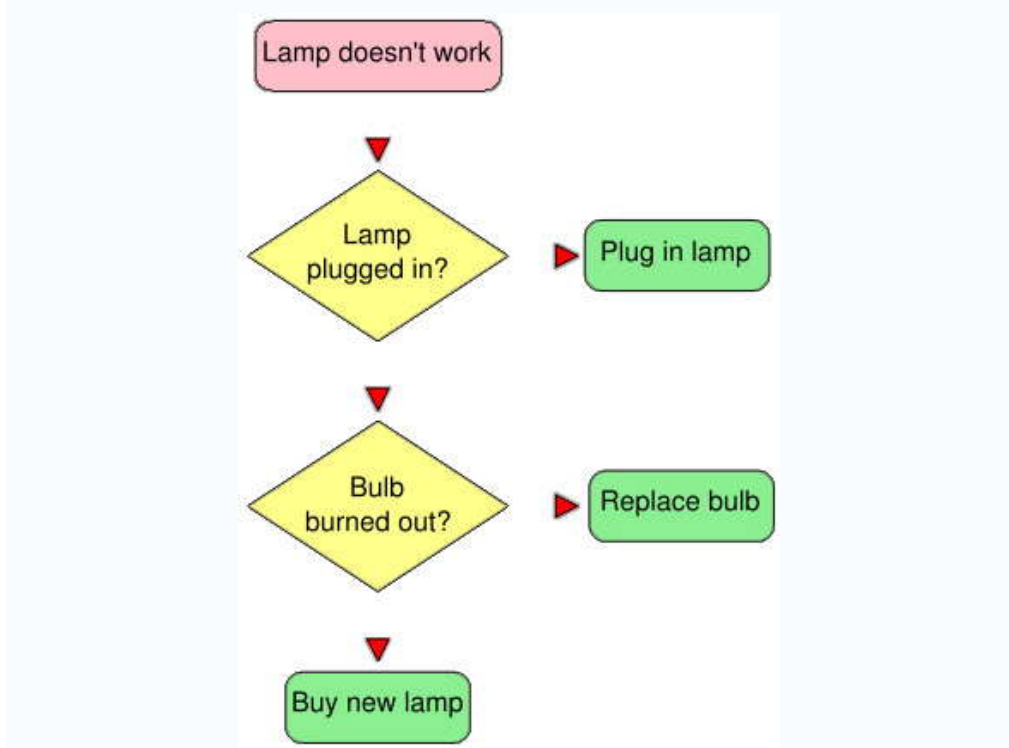 Lamp doesn't work
Lamp
plugged in?
Plug in lamp
Bulb
burned out?
Replace bulb
Buy new lamp